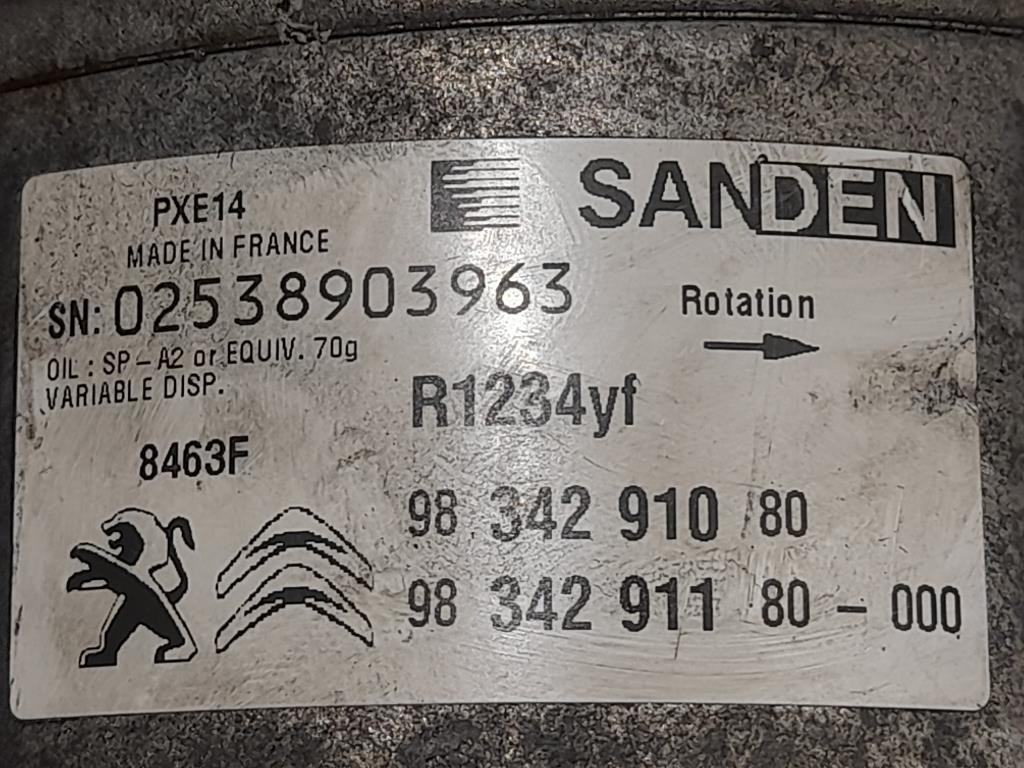 SANDEN
PXE14
MADE IN FRANCE
SN: 02538903963
Rotation
OIL : SP-A2 or EQUIV. 70g
VARIABLE DISP.
R1234yf
8463F
98 342 910 80
98 342 911 80 - 000